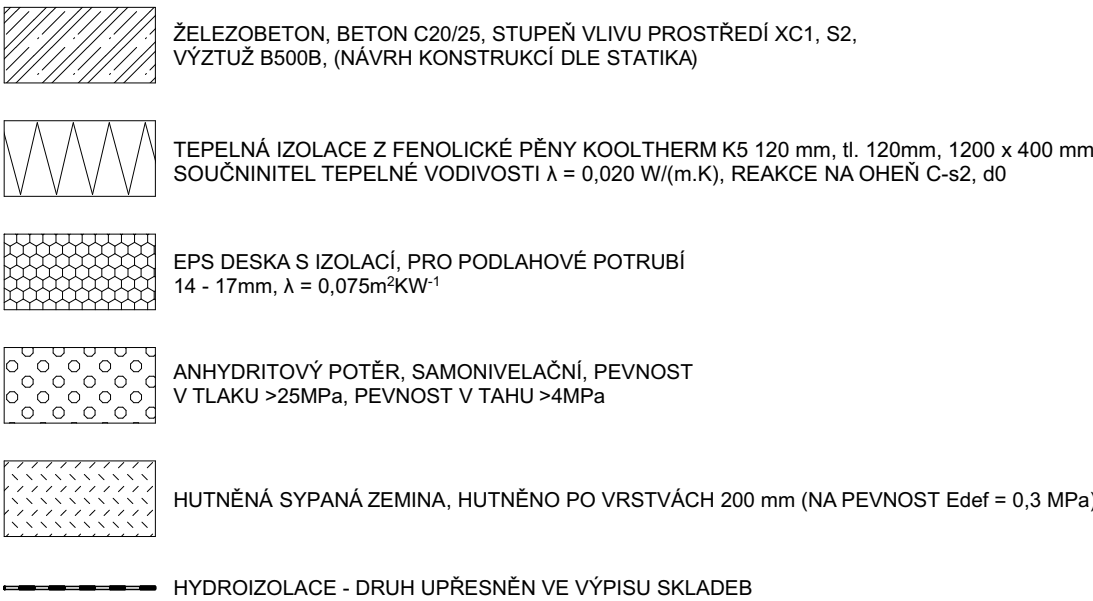 ŽELEZOBETON, BETON C20/25, STUPEŇ VLIVU PROSTŘEDÍ XC1, S2,
VÝZTUŽ B500B, (NÁVRH KONSTRUKCÍ DLE STATIKA)
TEPELNÁ IZOLACE Z FENOLICKÉ PĚNY KOOLTHERM K5 120 mm, tl. 120mm, 1200 x 400 mm
SOUČNINITEL TEPELNÉ VODIVOSTI λ = 0,020 W/(m.K), REAKCE NA OHEŇ C-s2, d0
EPS DESKA S IZOLACÍ, PRO PODLAHOVÉ POTRUBÍ
14 - 17mm, λ = 0,075m²KW⁻¹
ANHYDRITOVÝ POTĚR, SAMONIVELAČNÍ, PEVNOST
V TLAKU >25MPa, PEVNOST V TAHU >4MPa
HUTNĚNÁ SYPANÁ ZEMINA, HUTNĚNO PO VRSTVÁCH 200 mm (NA PEVNOST Edef = 0,3 MPa)
HYDROIZOLACE - DRUH UPŘESNĚN VE VÝPISU SKLADEB